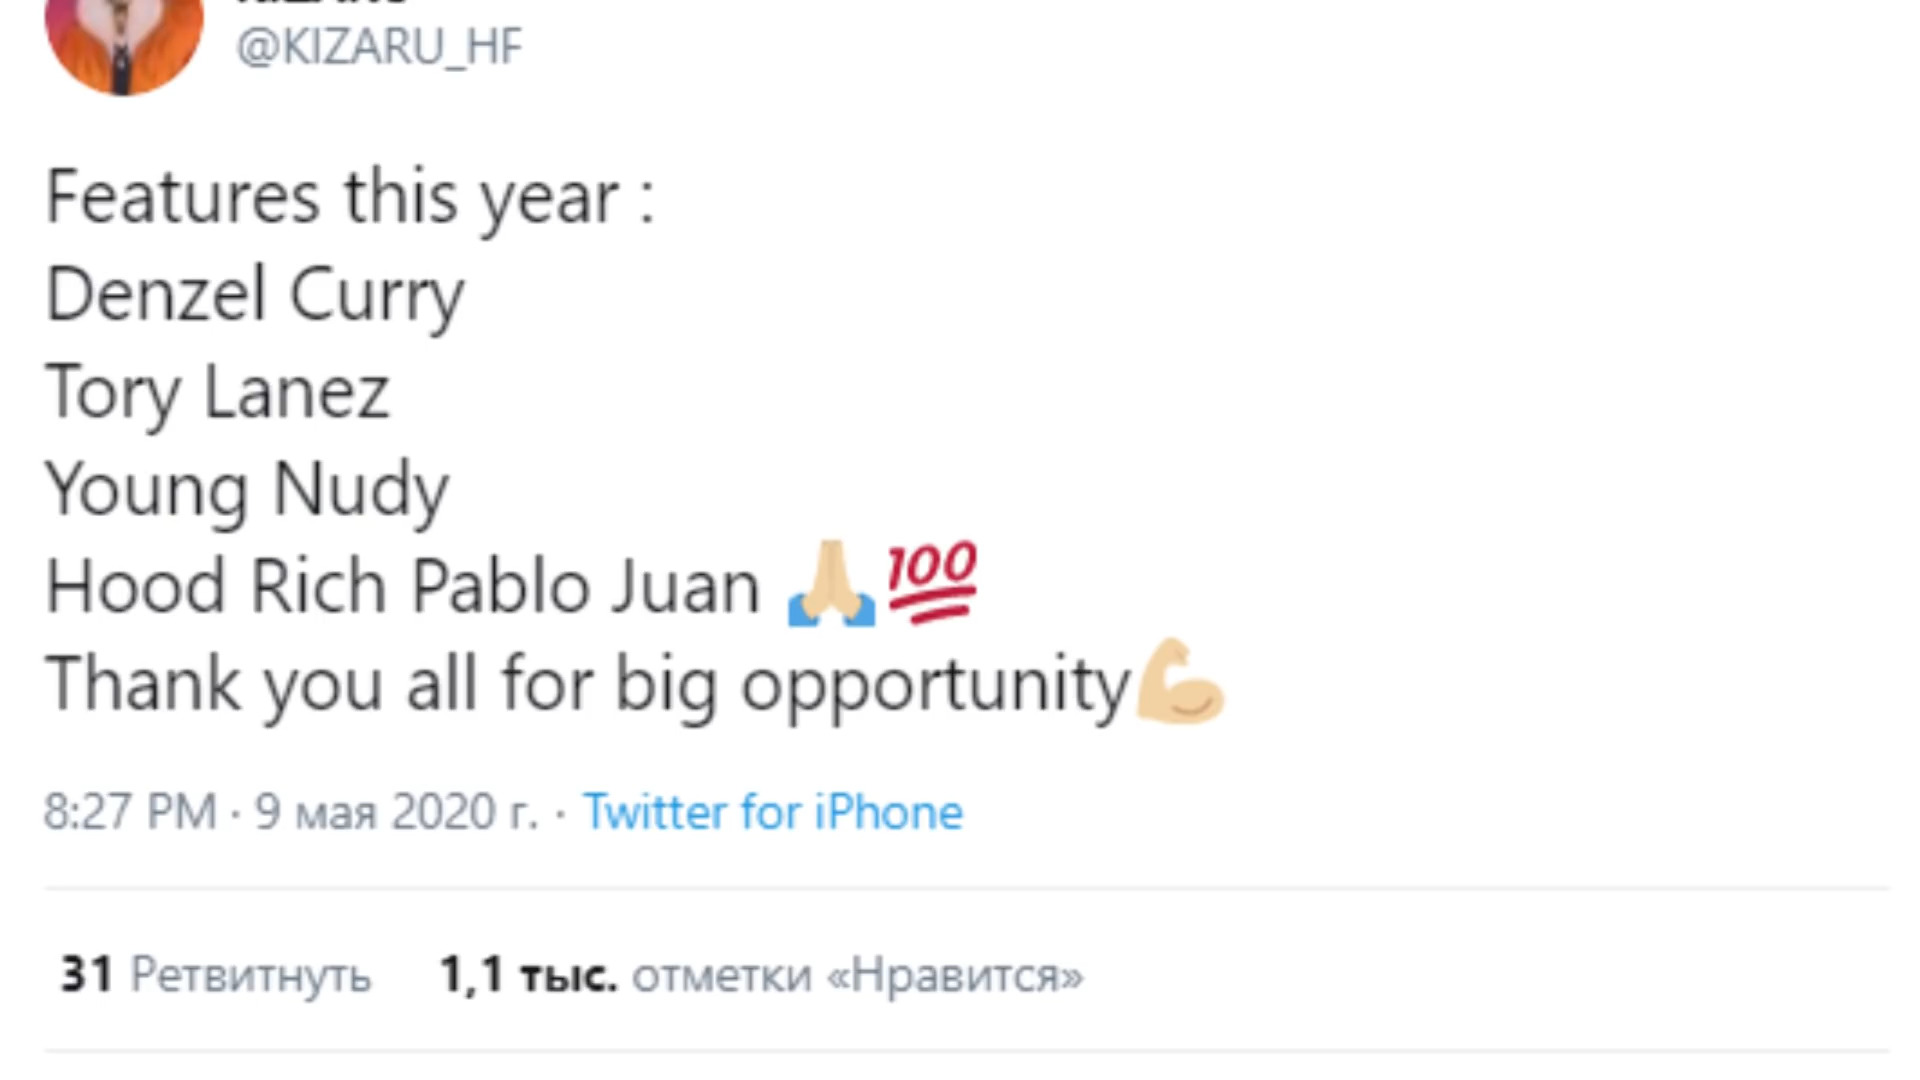 @KIZARU_HF
Features this year :
Denzel Curry
Tory Lanez
Young Nudy
Hood Rich Pablo Juan 🙏🏼💯
Thank you all for big opportunity💪🏼
8:27 PM · 9 мая 2020 г. · Twitter for iPhone
31 Ретвитнуть 1,1 тыс. отметки «Нравится»